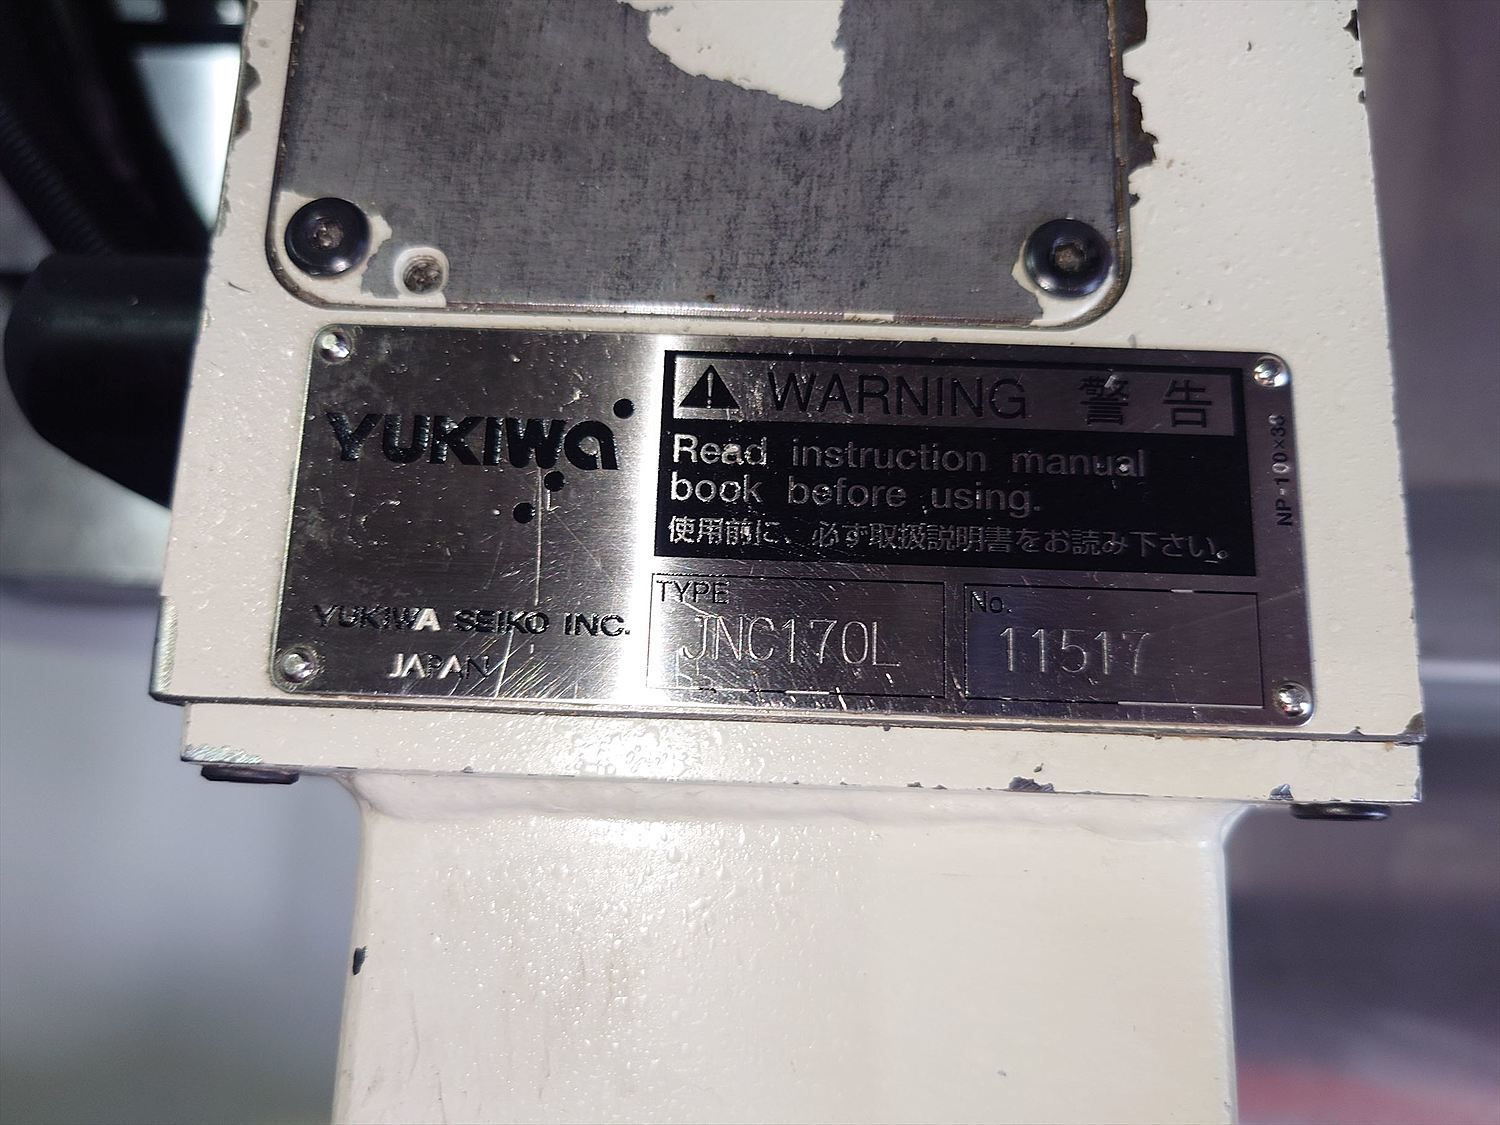 YUKIWA
YUKIWA SEIKO INC.
JAPAN
WARNING 警告
Read instruction manual
book before using.
使用前に、必ず取扱説明書をお読み下さい。
TYPE
JNC170L
No.
11517
NP-100×33